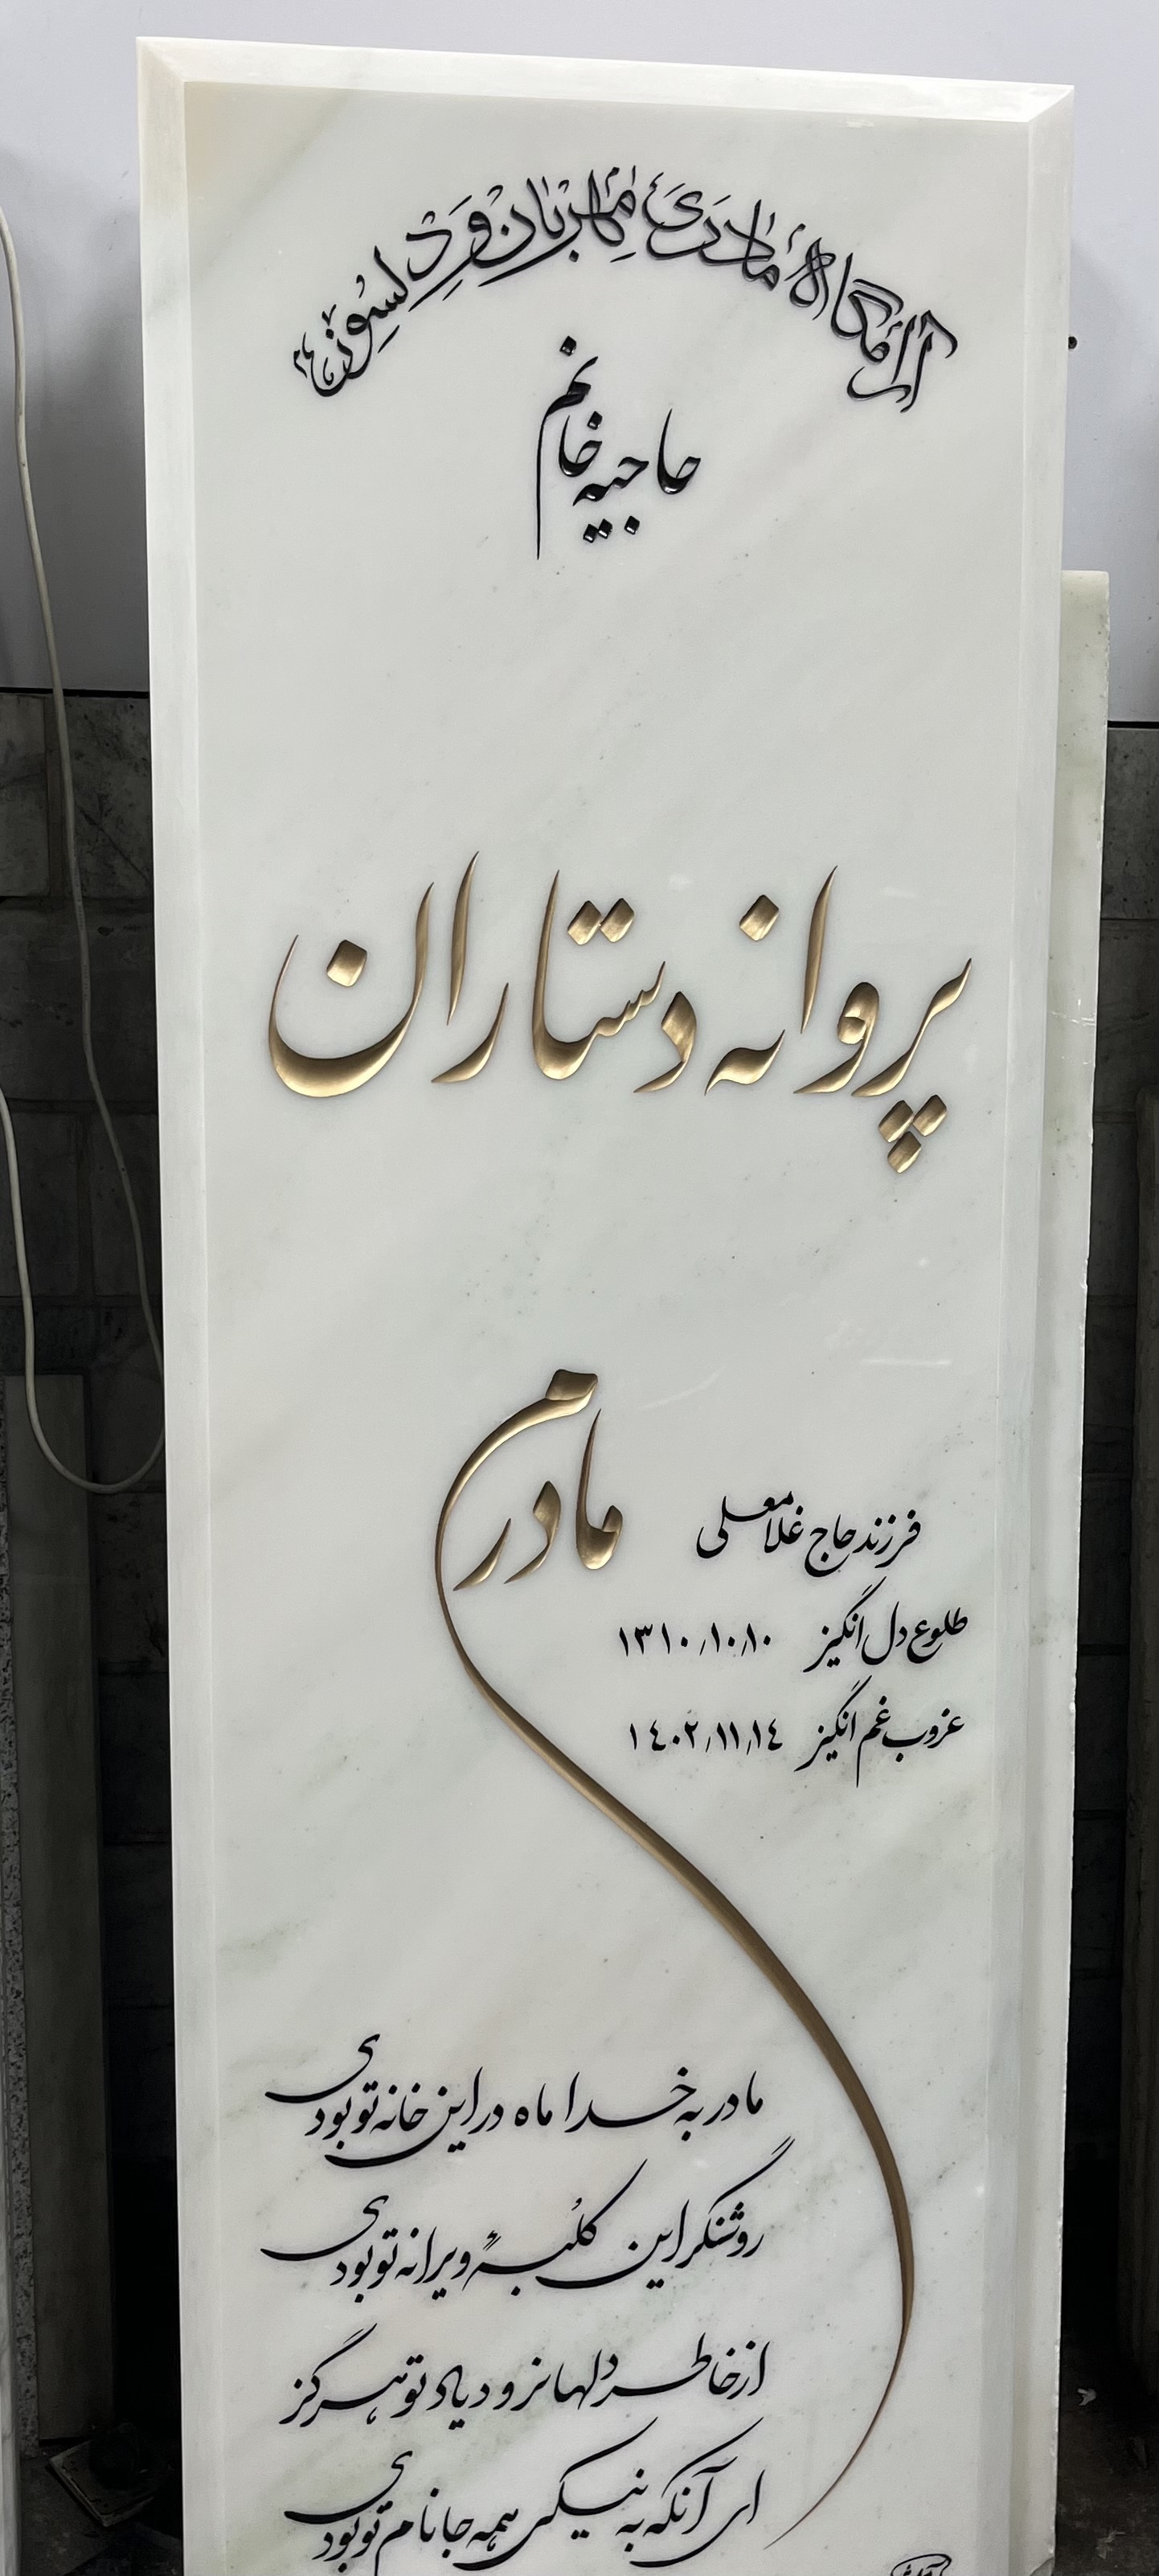 آرامگاه مادری مهربان و دلسوز
حاجیه خانم
پروانه دستاران
مادرم
فرزند حاج غلامعلی
طلوع دل انگیز ۱۳۱۰٫۱۰٫۱۰
غروب غم انگیز ۱٤۰۲٫۱۱٫۱٤
مادر به خدا ماه در این خانه تو بودی
روشنگر این کلبهٔ ویرانه تو بودی
از خاطر دلها نرود یاد تو هرگز
ای آنکه به نیکی همه جا نام تو بودی